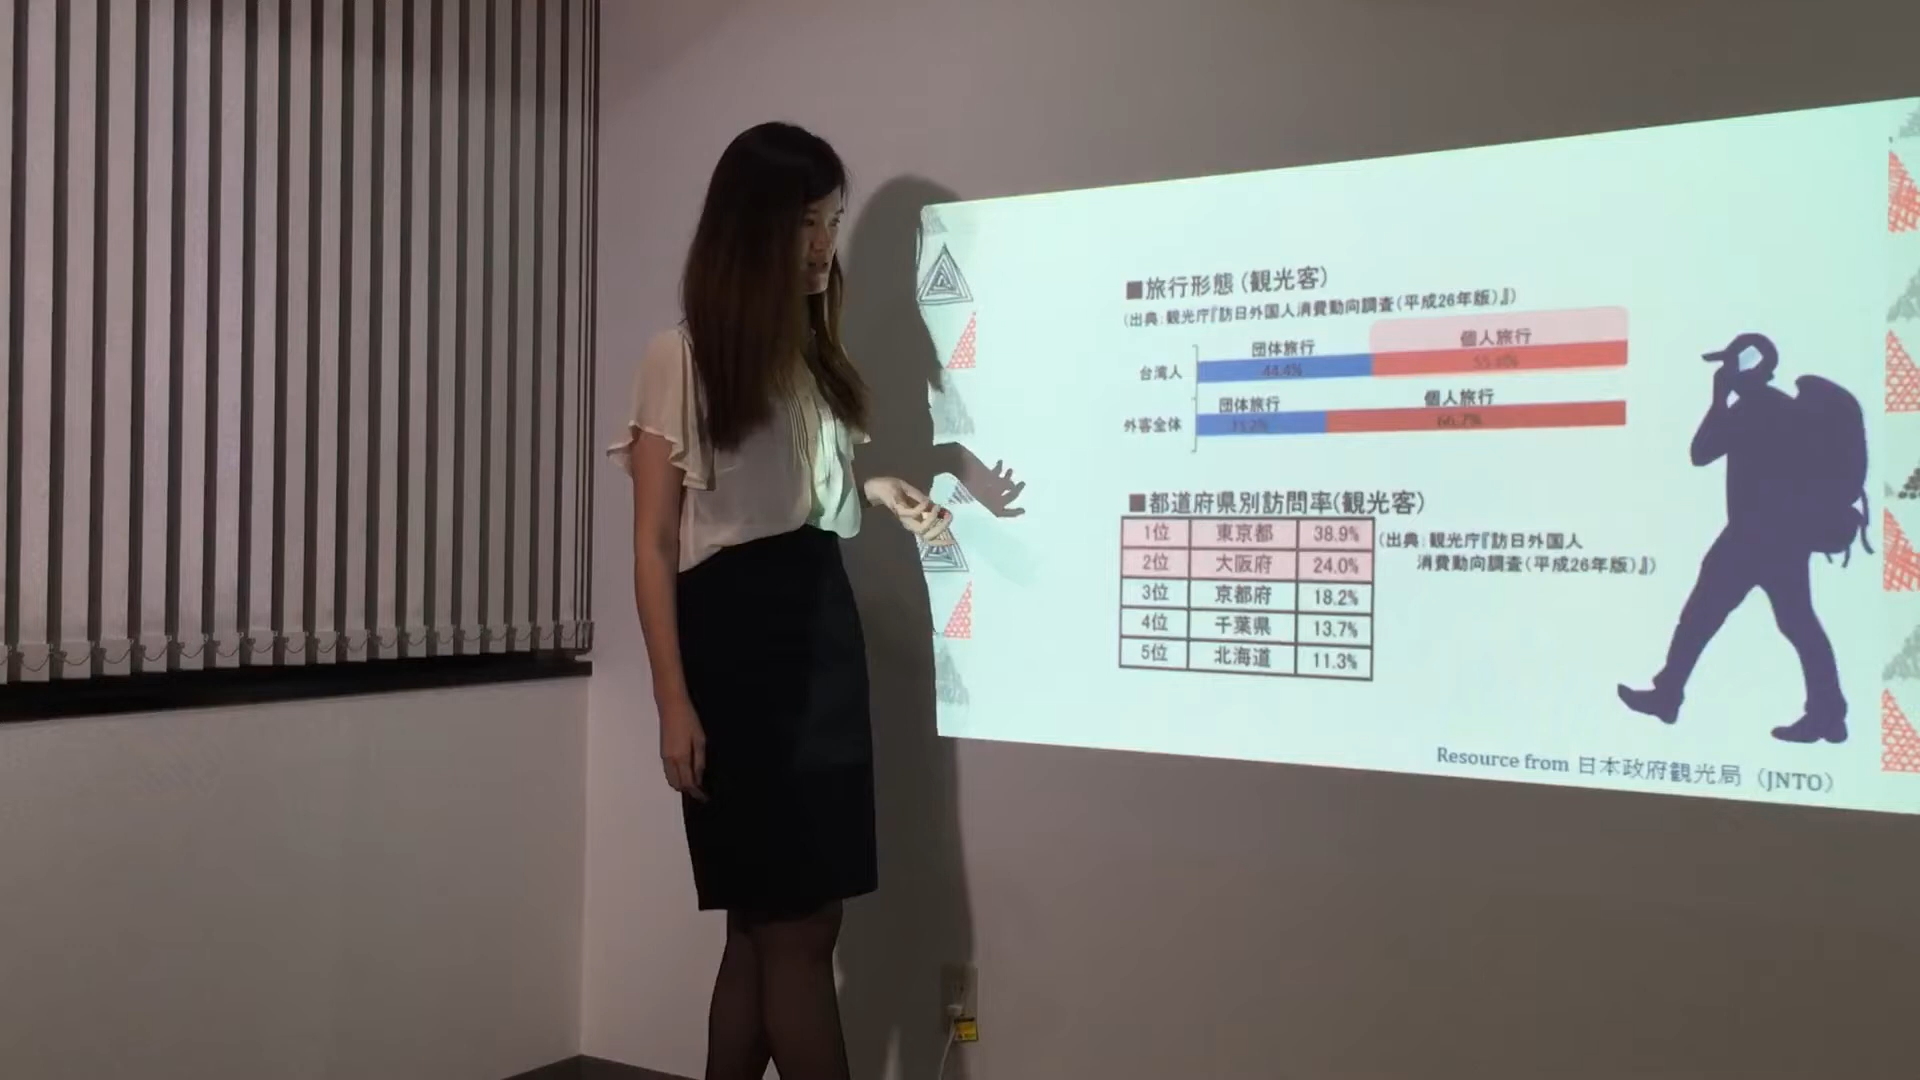 ■旅行形態(観光客)
(出典:観光庁『訪日外国人消費動向調査(平成26年版)』)
団体旅行 個人旅行
台湾人 44.4%
団体旅行 個人旅行
外客全体 66.7%
■都道府県別訪問率(観光客)
1位 東京都 38.9%
2位 大阪府 24.0%
3位 京都府 18.2%
4位 千葉県 13.7%
5位 北海道 11.3%
(出典:観光庁『訪日外国人
消費動向調査(平成26年版)』)
Resource from 日本政府観光局(JNTO)